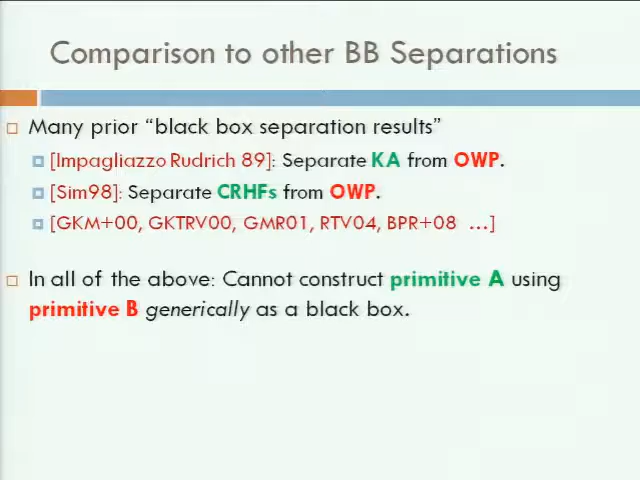 Comparison to other BB Separations
Many prior “black box separation results”
[Impagliazzo Rudrich 89]: Separate KA from OWP.
[Sim98]: Separate CRHFs from OWP.
[GKM+00, GKTRV00, GMR01, RTV04, BPR+08 …]
In all of the above: Cannot construct primitive A using
primitive B generically as a black box.